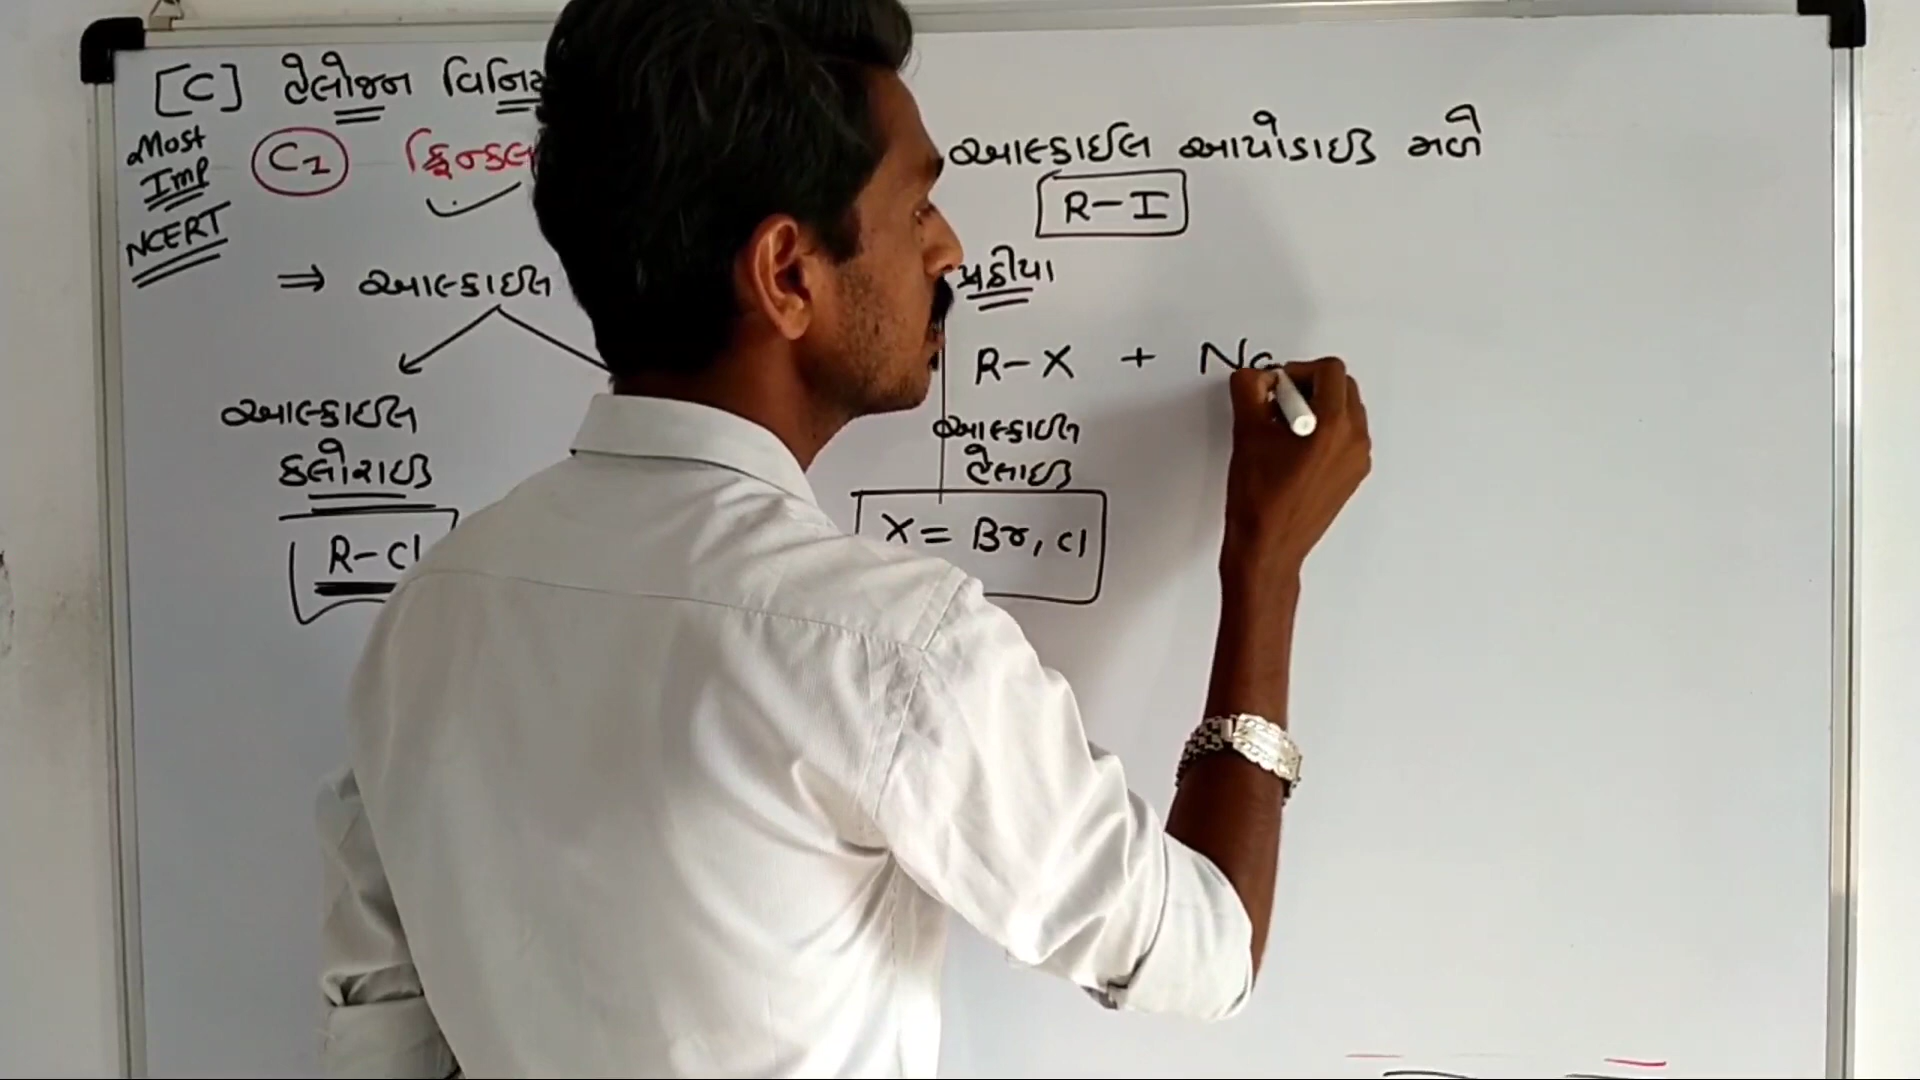 [C] હેલોજન
Most
Imp
NCERT
C1 ફિન્કલ
⇒ આલ્કાઈલ
આલ્કાઈલ
ક્લોરાઈડ
R-Cl
આલ્કાઈલ આયોડાઈડ મળે
R-I
પ્રક્રીયા
R-X + Na
આલ્કાઈલ
હેલાઈડ
X = Br, Cl